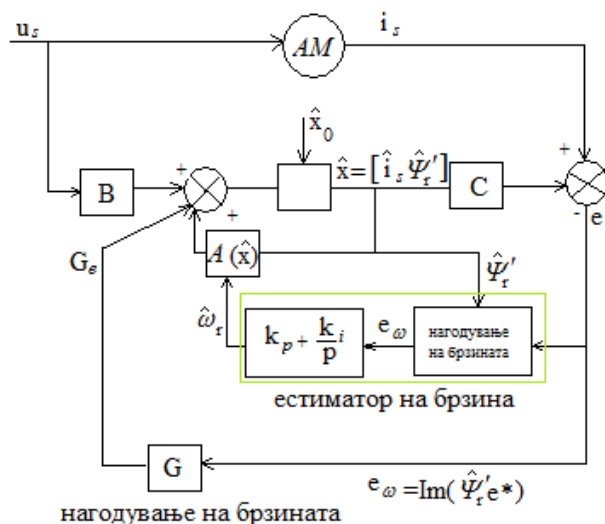 u_s
AM
i_s
x̂_0
+
x̂=[î_s Ψ̂'_r]
+
B
+
C
-
e
G_e
A(x̂)
Ψ̂'_r
ω̂_r
k_p + k_i/p
e_ω
нагодување
на брзината
естиматор на брзина
G
e_ω=Im(Ψ̂'_r e*)
нагодување на брзината